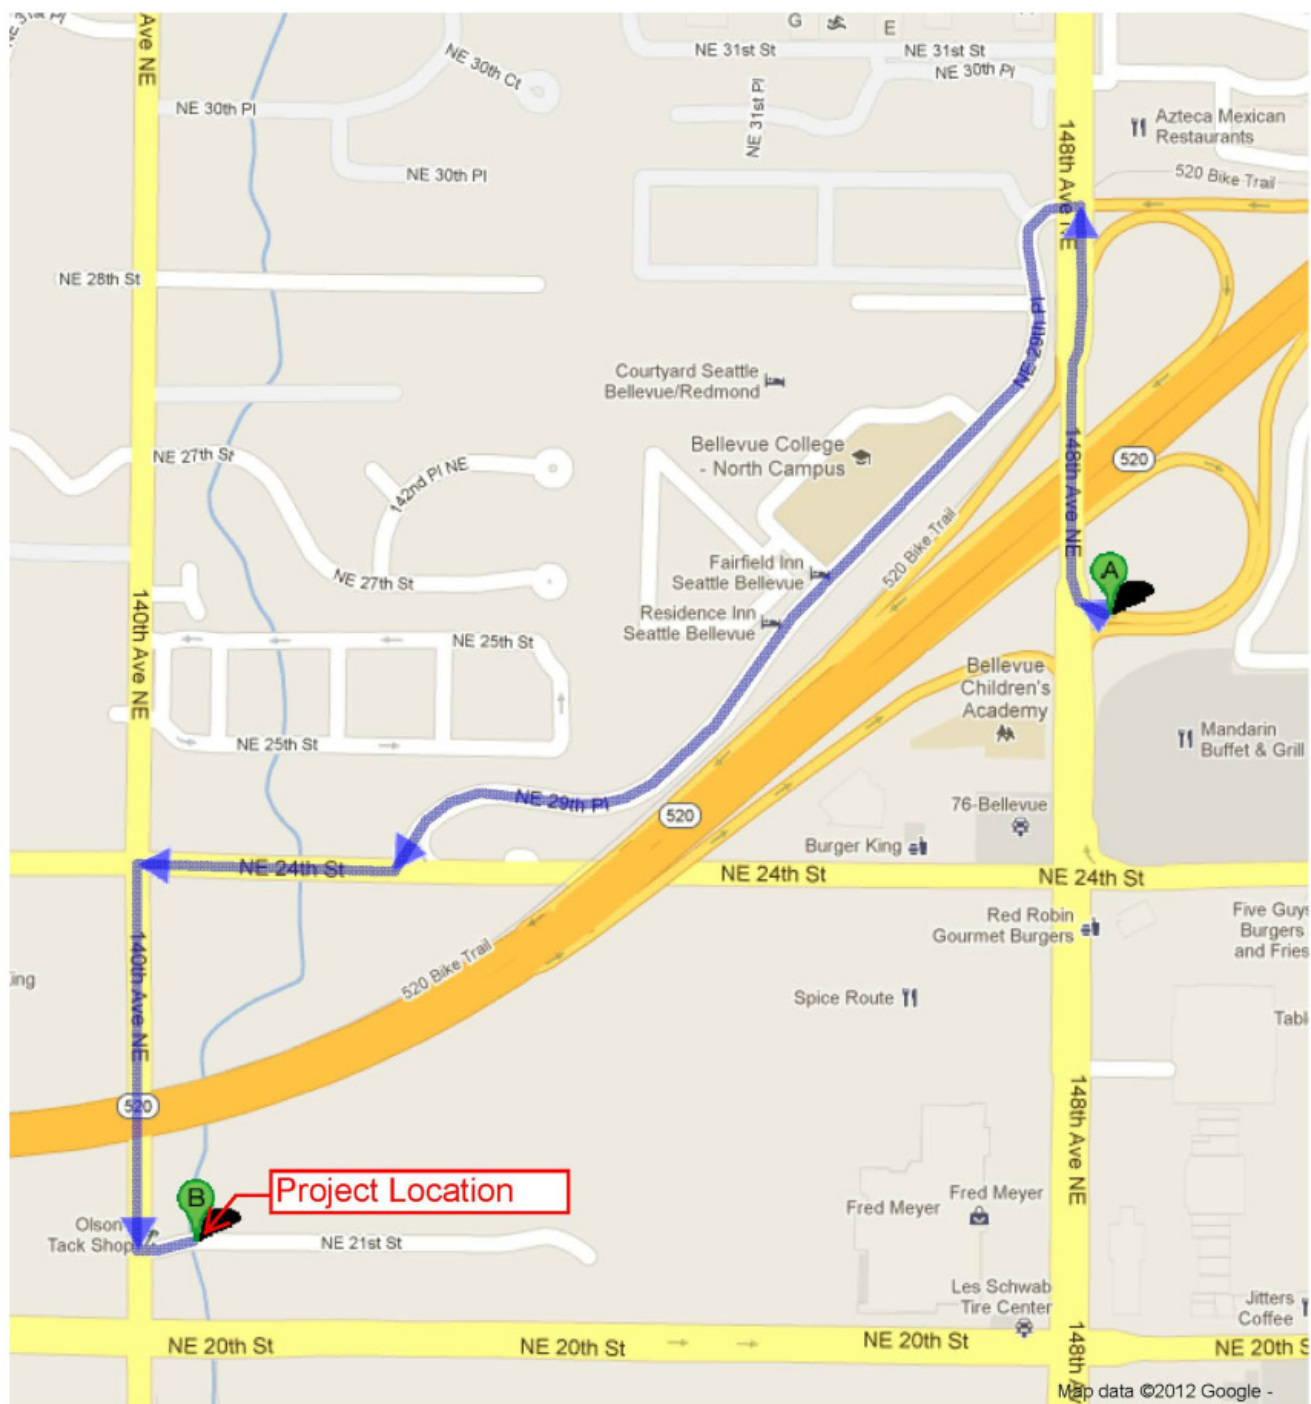 Ave NE
NE 31st St
NE 31st St
G
E
NE 30th Ct
NE 30th Pl
NE 30th Pl
NE 31st Pl
NE 30th Pl
148th Ave NE
Azteca Mexican
Restaurants
520 Bike Trail
NE 28th St
NE 29th Pl
Courtyard Seattle
Bellevue/Redmond
Bellevue College
- North Campus
148th Ave NE
520
NE 27th St
142nd Pl NE
520 Bike Trail
Fairfield Inn
Seattle Bellevue
A
NE 27th St
Residence Inn
Seattle Bellevue
140th Ave NE
NE 25th St
Bellevue
Children's
Academy
Mandarin
Buffet & Grill
NE 25th St
NE 29th Pl
520
76-Bellevue
Burger King
NE 24th St
NE 24th St
NE 24th St
Red Robin
Gourmet Burgers
Five Guys
Burgers
and Fries
140th Ave NE
520 Bike Trail
ing
Spice Route
Tabl
520
148th Ave NE
B
Project Location
Fred Meyer
Fred Meyer
Olson
Tack Shop
NE 21st St
Les Schwab
Tire Center
Jitters
Coffee
NE 20th St
NE 20th St
NE 20th St
NE 20th S
148th Av
Map data ©2012 Google -